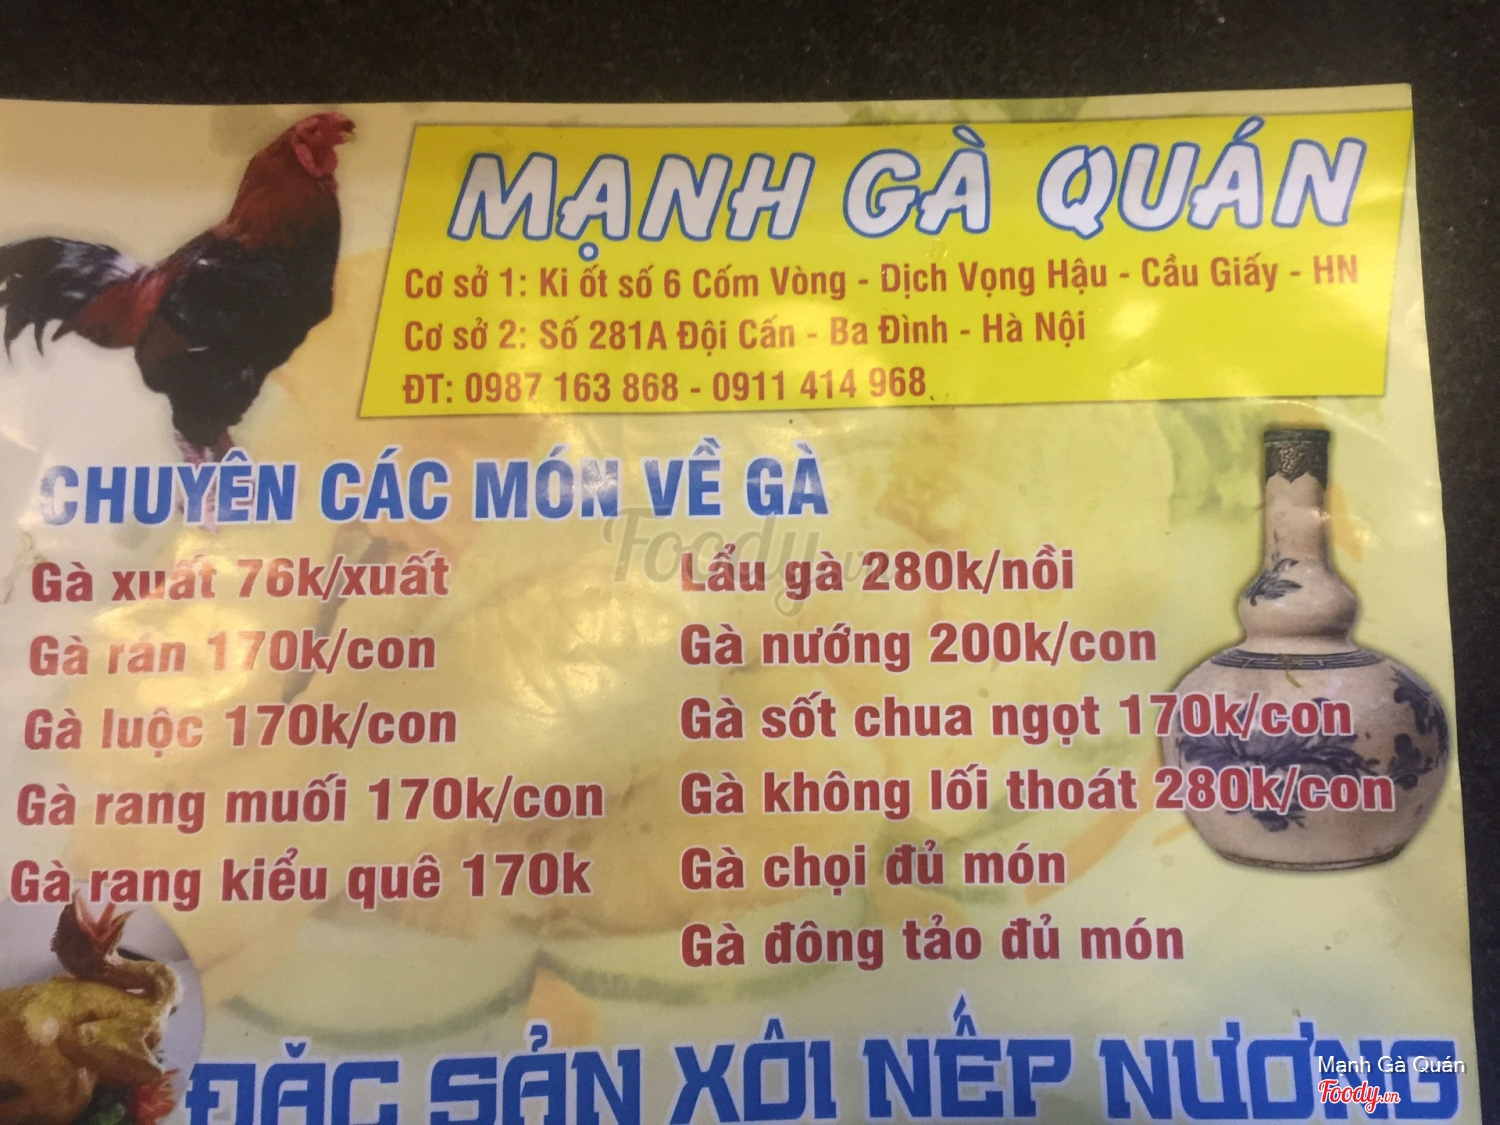 MẠNH GÀ QUÁN
Cơ sở 1: Ki ốt số 6 Cốm Vòng - Dịch Vọng Hậu - Cầu Giấy - HN
Cơ sở 2: Số 281A Đội Cấn - Ba Đình - Hà Nội
ĐT: 0987 163 868 - 0911 414 968
CHUYÊN CÁC MÓN VỀ GÀ
Gà xuất 76k/xuất
Gà rán 170k/con
Gà luộc 170k/con
Gà rang muối 170k/con
Gà rang kiểu quê 170k
Lẩu gà 280k/nồi
Gà nướng 200k/con
Gà sốt chua ngọt 170k/con
Gà không lối thoát 280k/con
Gà chọi đủ món
Gà đông tảo đủ món
ĐẶC SẢN XÔI NẾP NƯƠNG
Foody.vn
Mạnh Gà Quán
Foody.vn